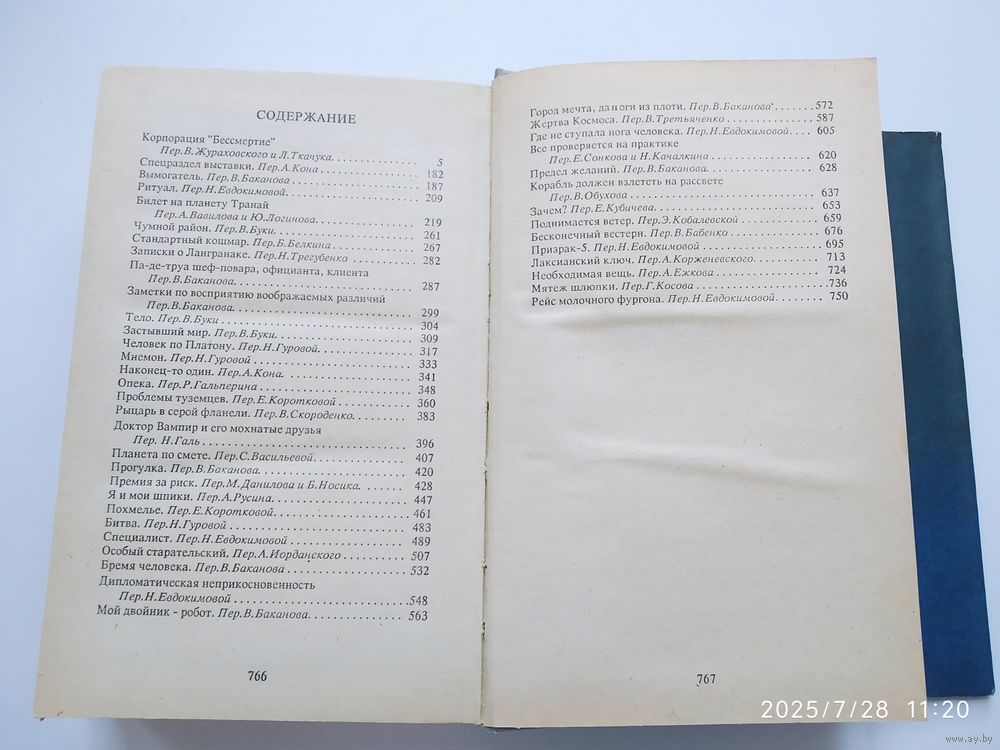 СОДЕРЖАНИЕ
Корпорация "Бессмертие"
Пер.В.Жураховского и Л.Ткачука. . . . . . . . . . . . . 5
Спецраздел выставки. Пер.А.Кона . . . . . . . . . . . . 182
Вымогатель. Пер.В.Баканова . . . . . . . . . . . . 187
Ритуал. Пер.Н.Евдокимовой. . . . . . . . . . . . 209
Билет на планету Транай
Пер.А.Вавилова и Ю.Логинова. . . . . . . . . . . . 219
Чумной район. Пер.В.Буки. . . . . . . . . . . . 261
Стандартный кошмар. Пер.Б.Белкина . . . . . . . . . . . . 267
Записки о Лангранаке. Пер.Н.Трегубенко . . . . . . . . . 282
Па-де-труа шеф-повара, официанта, клиента
Пер.В.Баканова. . . . . . . . . . . . 287
Заметки по восприятию воображаемых различий
Пер.В.Баканова. . . . . . . . . . . . 299
Тело. Пер.В.Буки . . . . . . . . . . . . 304
Застывший мир. Пер.В.Буки. . . . . . . . . . . . 309
Человек по Платону. Пер.Н.Гуровой. . . . . . . . . . . . 317
Мнемон. Пер.Н.Гуровой . . . . . . . . . . . . 333
Наконец-то один. Пер.А.Кона. . . . . . . . . . . . 341
Опека. Пер.Р.Гальперина . . . . . . . . . . . . 348
Проблемы туземцев. Пер.Е.Коротковой . . . . . . . . . . 360
Рыцарь в серой фланели. Пер.В.Скороденко. . . . . . . . 383
Доктор Вампир и его мохнатые друзья
Пер. Н.Галь . . . . . . . . . . . . 396
Планета по смете. Пер.С.Васильевой. . . . . . . . . . . . 407
Прогулка. Пер.В.Баканова. . . . . . . . . . . . 420
Премия за риск. Пер.М.Данилова и Б.Носика. . . . . . . . 428
Я и мои шпики. Пер.А.Русина. . . . . . . . . . . . 447
Похмелье. Пер.Е.Коротковой. . . . . . . . . . . . 461
Битва. Пер.Н.Гуровой . . . . . . . . . . . . 483
Специалист. Пер.Н.Евдокимовой . . . . . . . . . . . . 489
Особый старательский. Пер.А.Иорданского . . . . . . . . . 507
Бремя человека. Пер.В.Баканова . . . . . . . . . . . . 532
Дипломатическая неприкосновенность
Пер.Н.Евдокимовой . . . . . . . . . . . . 548
Мой двойник - робот. Пер.В.Баканова. . . . . . . . . . . . 563
766
Город мечта, да ноги из плоти. Пер.В.Баканова . . . . . . . 572
Жертва Космоса. Пер.В.Третьяченко . . . . . . . . . . . . 587
Где не ступала нога человека. Пер.Н.Евдокимовой. . . . 605
Все проверяется на практике
Пер.Е.Сонкова и Н.Качалкина . . . . . . . . . . . . 620
Предел желаний. Пер.В.Баканова. . . . . . . . . . . . 628
Корабль должен взлететь на рассвете
Пер.В.Обухова . . . . . . . . . . . . 637
Зачем? Пер.Е.Кубичева. . . . . . . . . . . . 653
Поднимается ветер. Пер.Э.Кобалевской . . . . . . . . . . 659
Бесконечный вестерн. Пер.В.Бабенко . . . . . . . . . . . . 676
Призрак-5. Пер.Н.Евдокимовой . . . . . . . . . . . . 695
Лаксианский ключ. Пер.А.Корженевского. . . . . . . . . . 713
Необходимая вещь. Пер.А.Ежкова . . . . . . . . . . . . 724
Мятеж шлюпки. Пер.Г.Косова . . . . . . . . . . . . 736
Рейс молочного фургона. Пер.Н.Евдокимовой. . . . . . . . 750
767
2025/7/28 11:20
www.ay.by